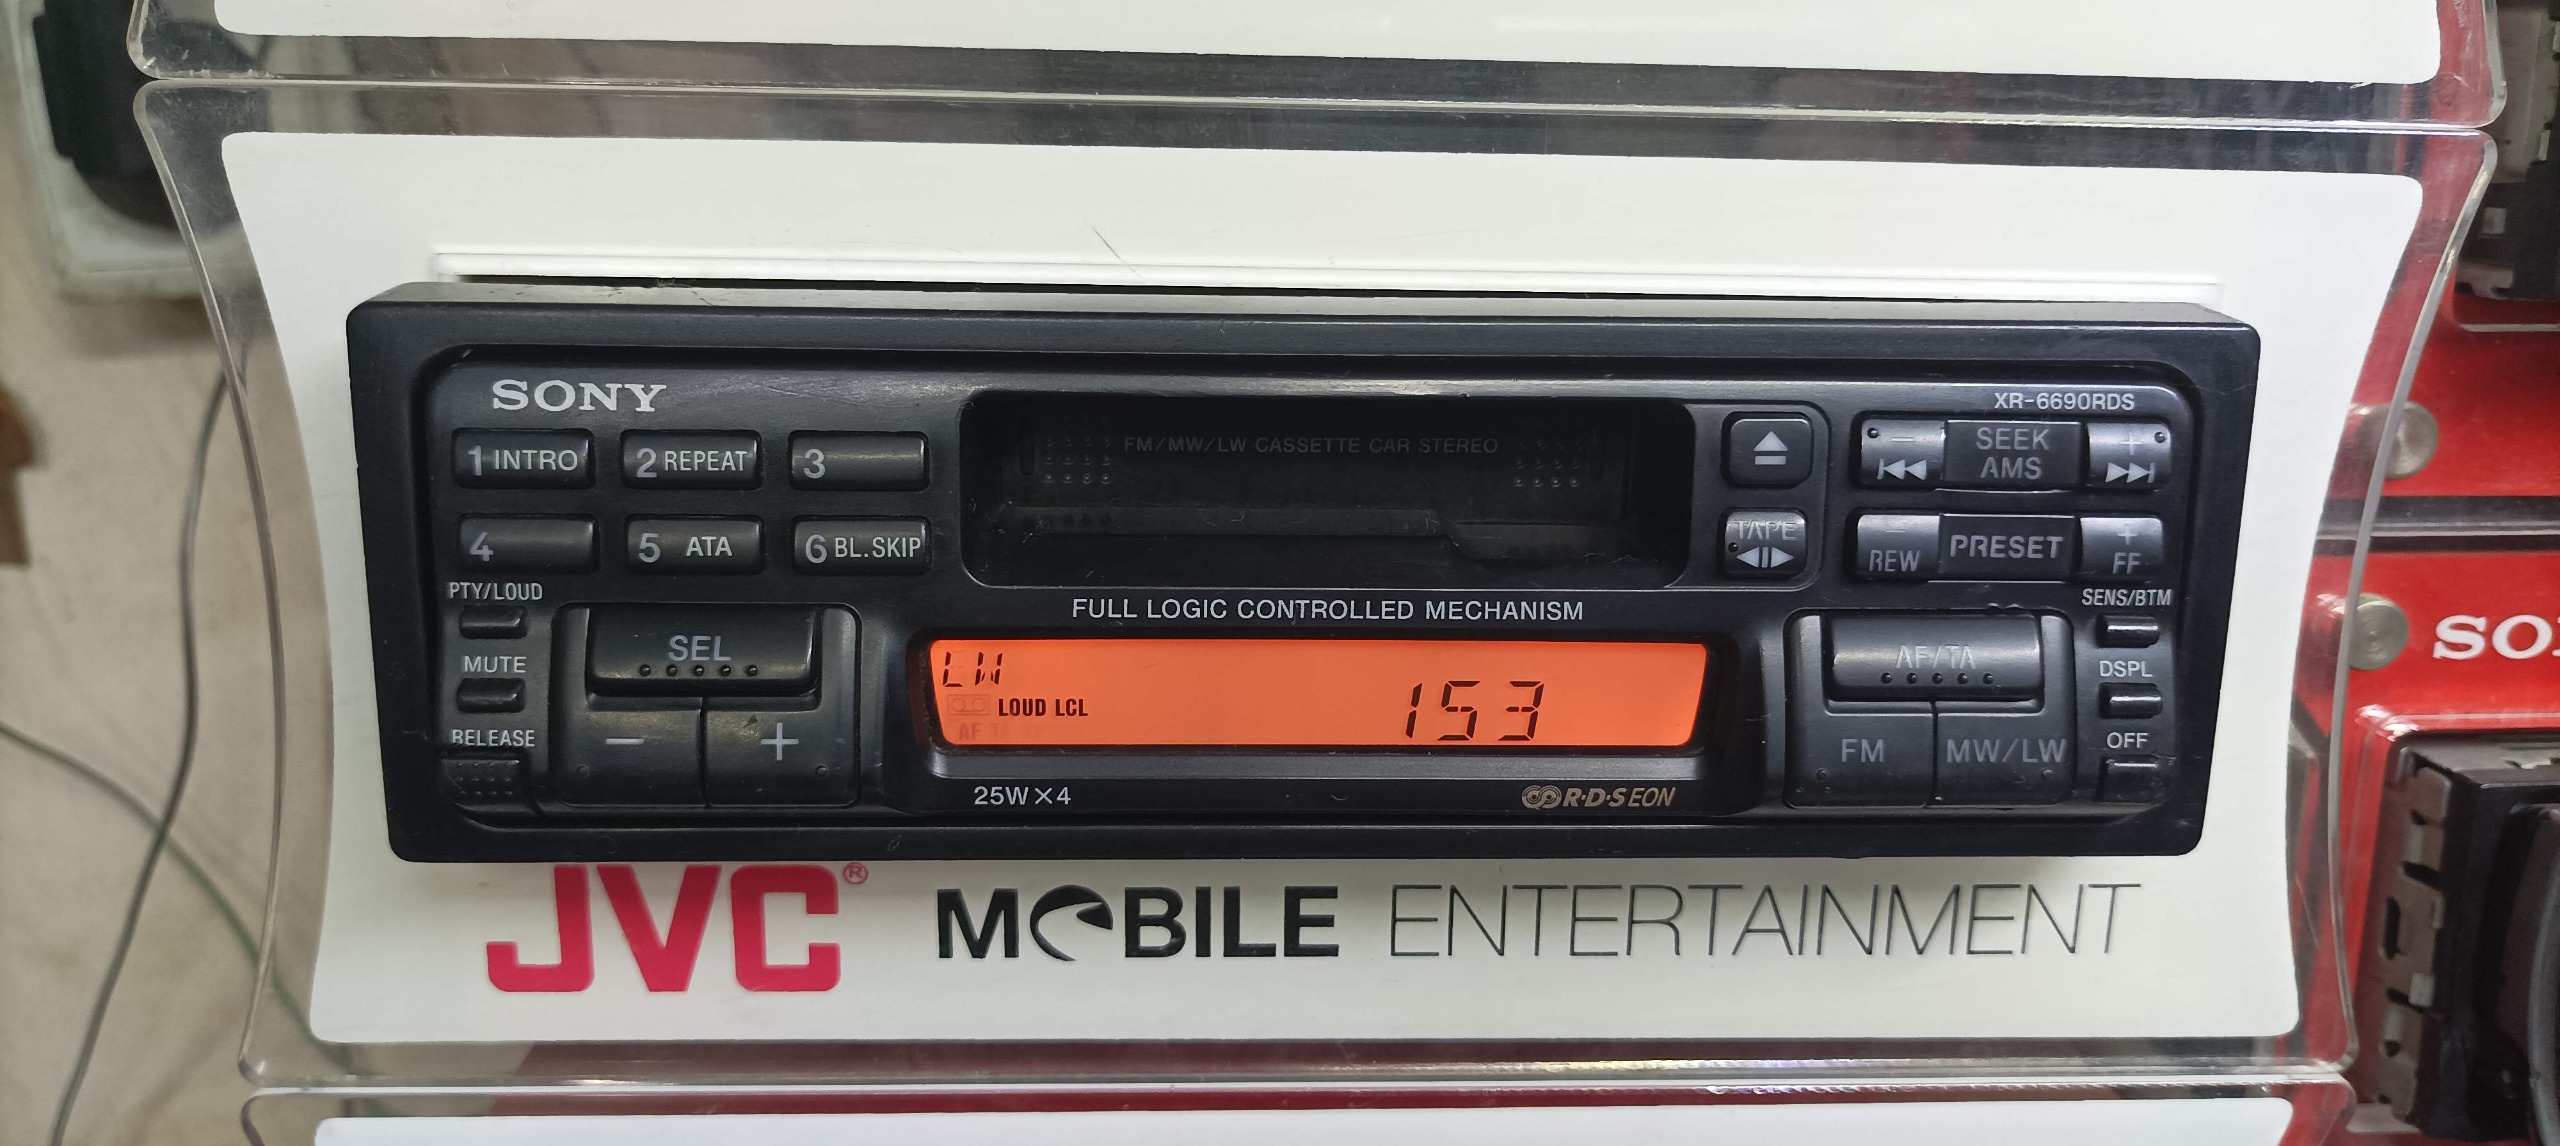 SONY
XR-6690RDS
1 INTRO
2 REPEAT
3
FM/MW/LW CASSETTE CAR STEREO
− SEEK +
AMS
4
5 ATA
6 BL.SKIP
TAPE
− PRESET +
REW
FF
PTY/LOUD
SEL
FULL LOGIC CONTROLLED MECHANISM
SENS/BTM
AF/TA
MUTE
LW
LOUD LCL
153
AF
DSPL
RELEASE
− +
FM
MW/LW
OFF
25W×4
R·D·S EON
JVC® MOBILE ENTERTAINMENT